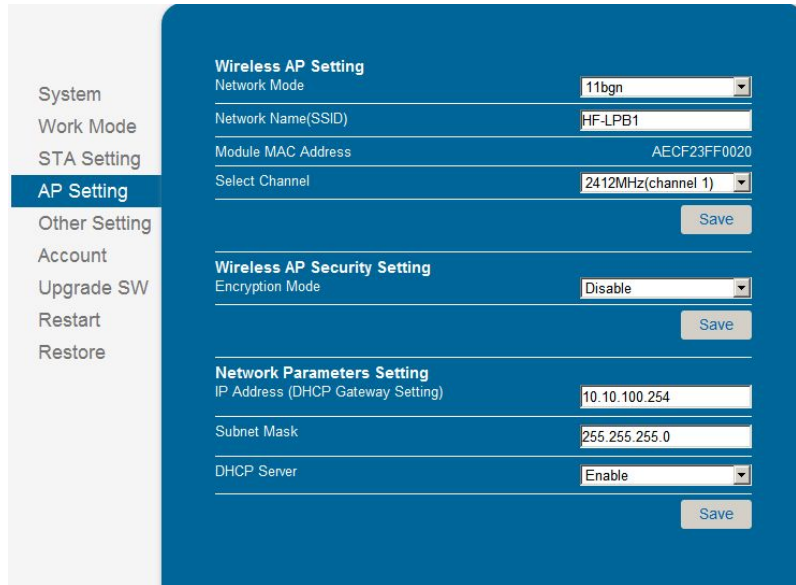 System
Work Mode
STA Setting
AP Setting
Other Setting
Account
Upgrade SW
Restart
Restore
Wireless AP Setting
Network Mode 11bgn
Network Name(SSID) HF-LPB1
Module MAC Address AECF23FF0020
Select Channel 2412MHz(channel 1)
Save
Wireless AP Security Setting
Encryption Mode Disable
Save
Network Parameters Setting
IP Address (DHCP Gateway Setting) 10.10.100.254
Subnet Mask 255.255.255.0
DHCP Server Enable
Save